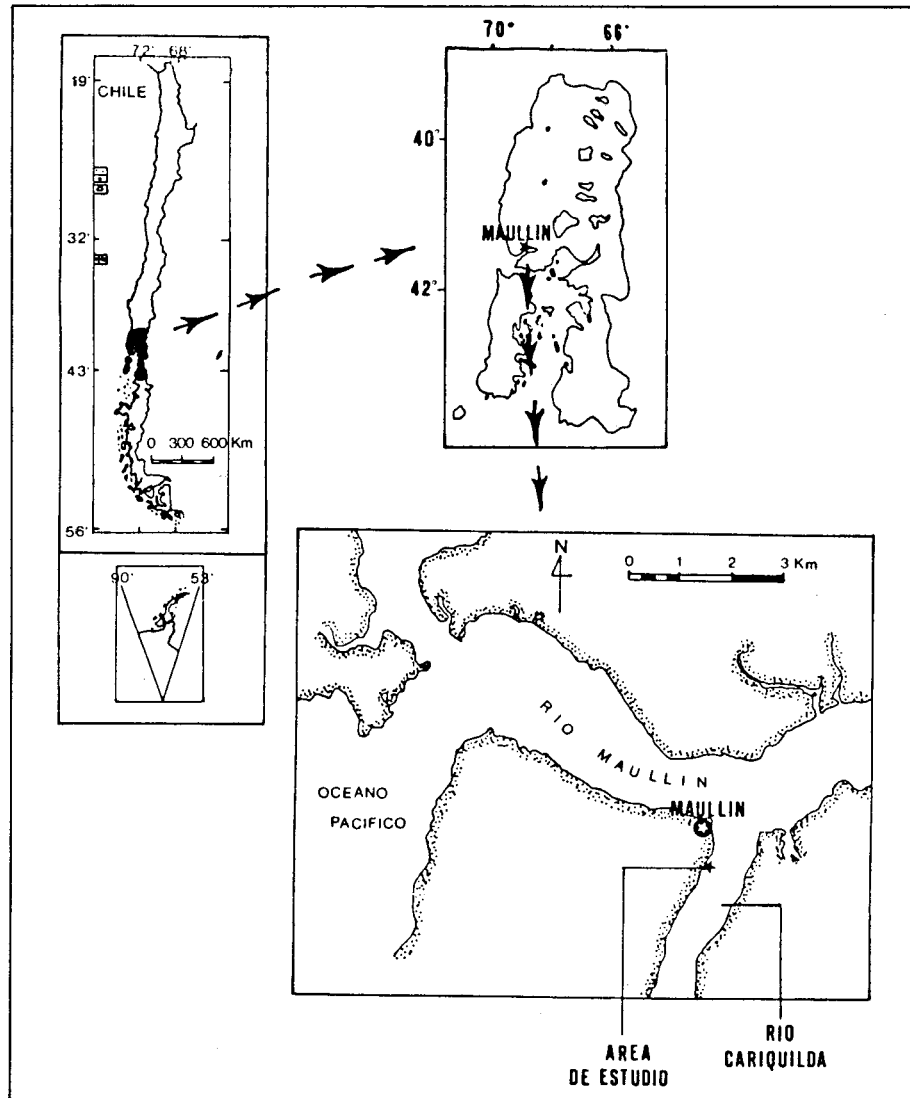 72° 68°
19°
CHILE
32°
43°
0 300 600 Km
56°
90° 53°
70° 66°
40°
MAULLIN
42°
N
0 1 2 3 Km
RIO MAULLIN
MAULLIN
OCEANO
PACIFICO
AREA
DE ESTUDIO
RIO
CARIQUILDA